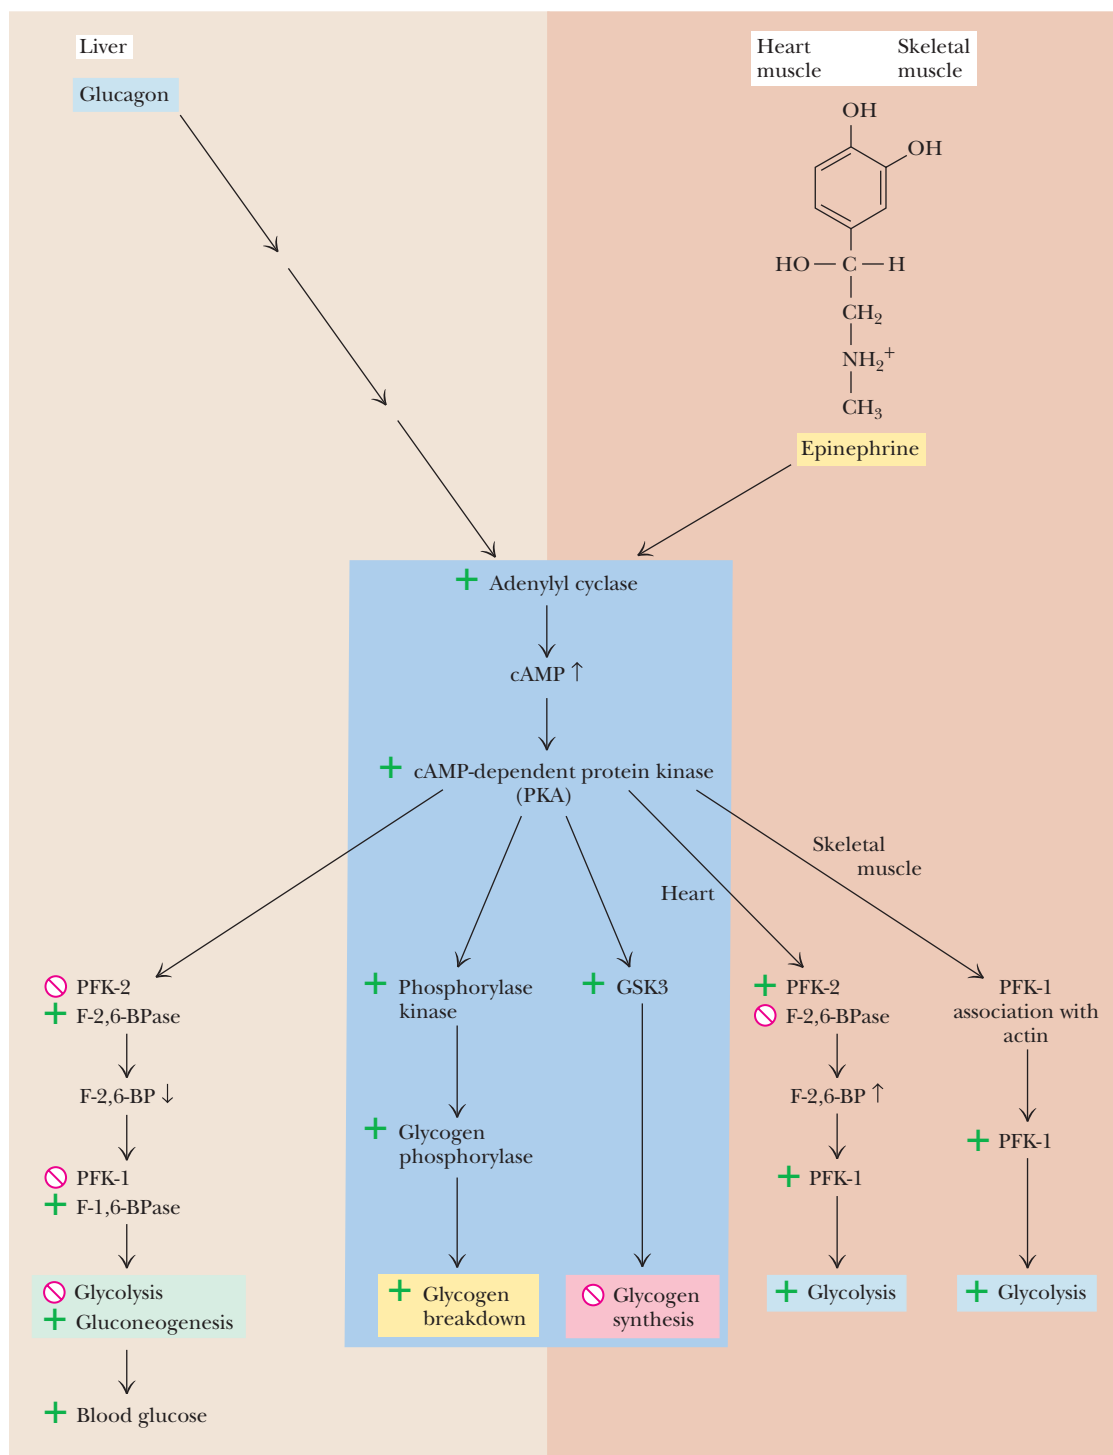 Liver
Glucagon
Heart
muscle
Skeletal
muscle
OH
OH
HO — C — H
CH₂
NH₂⁺
CH₃
Epinephrine
+ Adenylyl cyclase
cAMP ↑
+ cAMP-dependent protein kinase
(PKA)
Skeletal
muscle
Heart
PFK-2
+ F-2,6-BPase
F-2,6-BP ↓
PFK-1
+ F-1,6-BPase
Glycolysis
+ Gluconeogenesis
+ Blood glucose
+ Phosphorylase
kinase
+ Glycogen
phosphorylase
+ Glycogen
breakdown
+ GSK3
Glycogen
synthesis
+ PFK-2
F-2,6-BPase
F-2,6-BP ↑
+ PFK-1
+ Glycolysis
PFK-1
association with
actin
+ PFK-1
+ Glycolysis